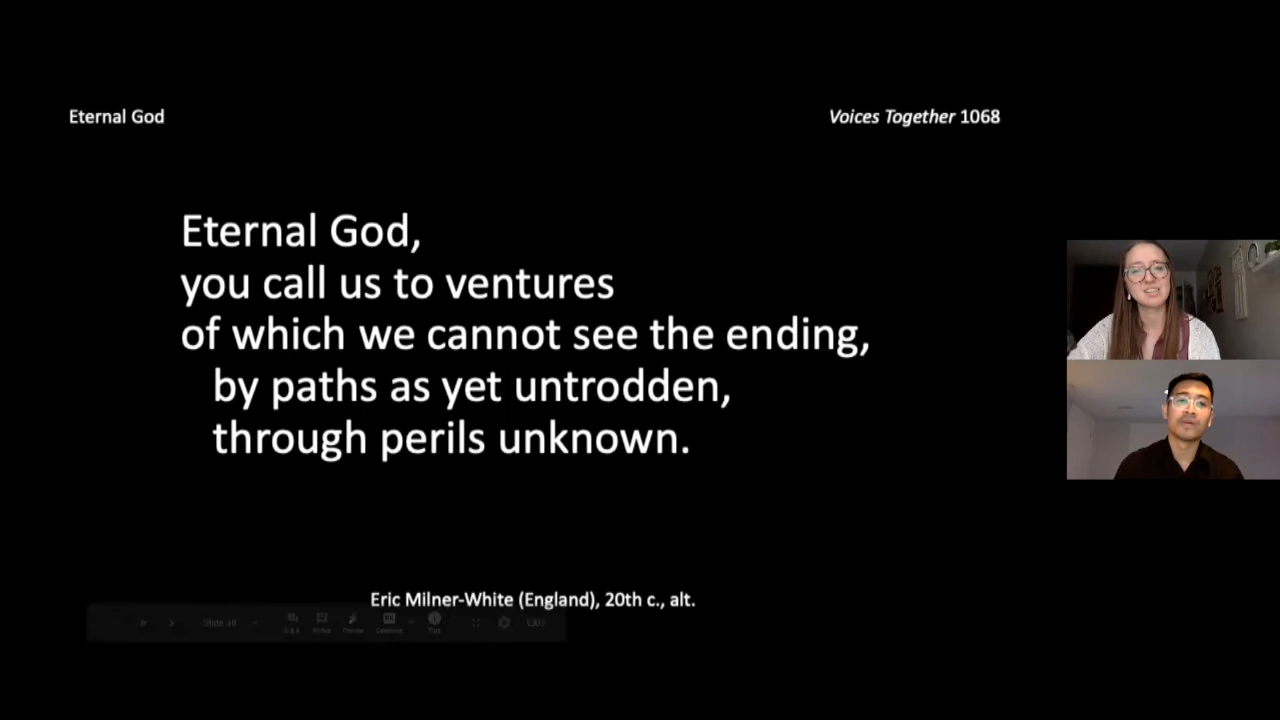 Eternal God
Voices Together 1068
Eternal God,
you call us to ventures
of which we cannot see the ending,
by paths as yet untrodden,
through perils unknown.
Eric Milner-White (England), 20th c., alt.
EXIT